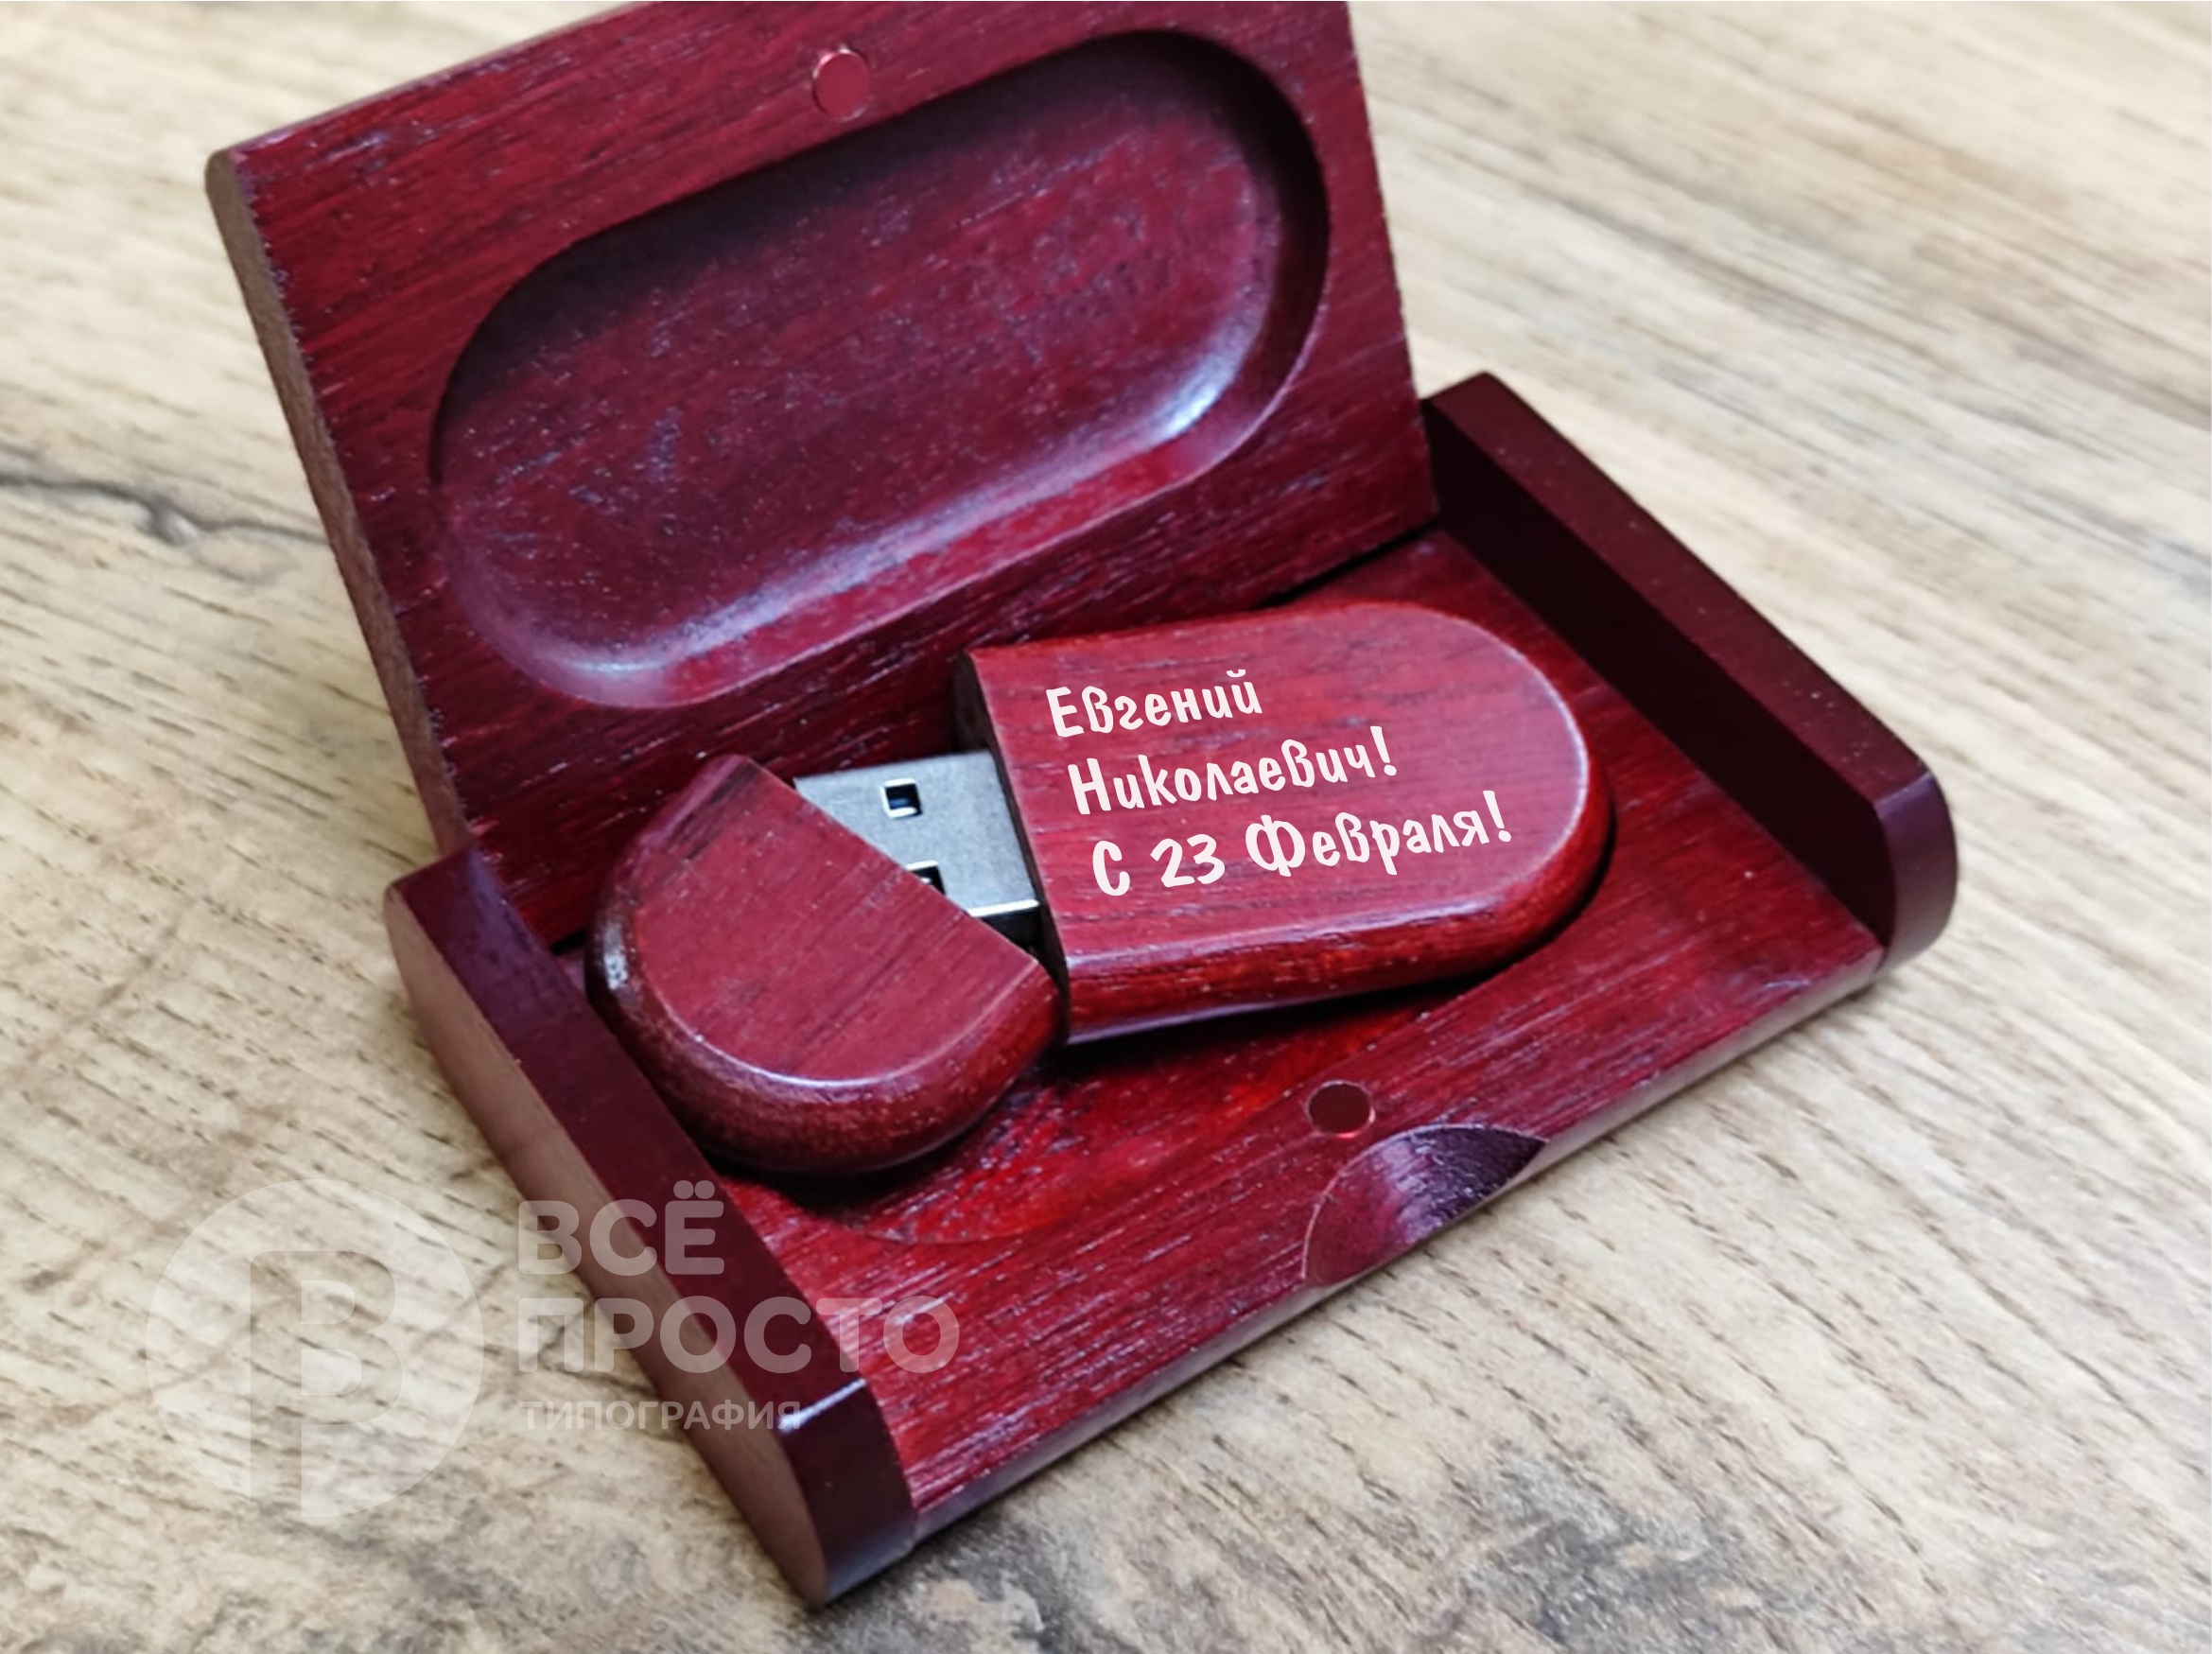 Евгений
Николаевич!
С 23 Февраля!
ВСЁ
ПРОСТО
ТИПОГРАФИЯ